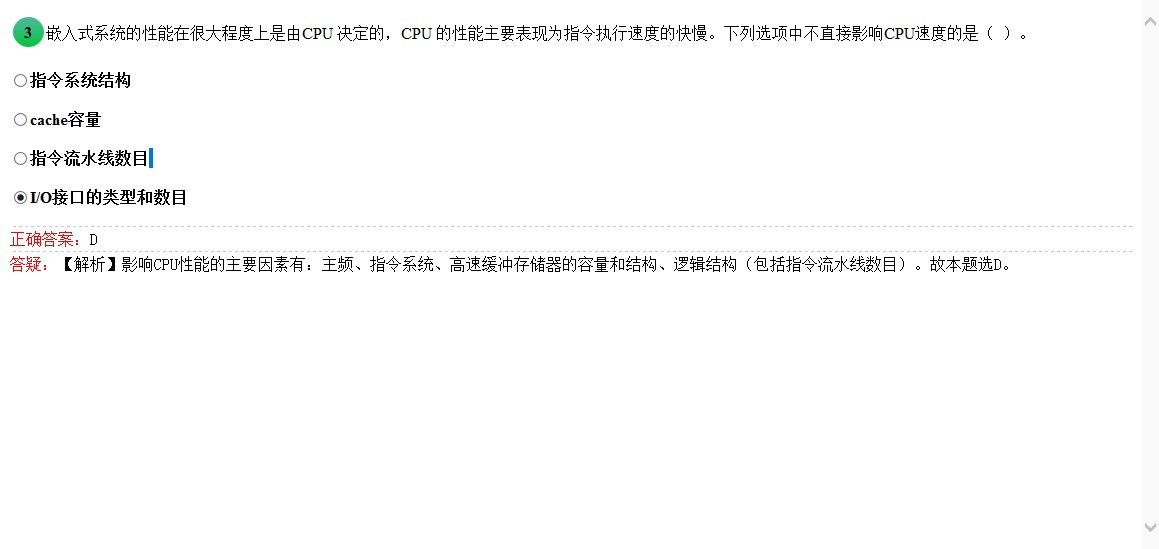 3 嵌入式系统的性能在很大程度上是由CPU 决定的，CPU 的性能主要表现为指令执行速度的快慢。下列选项中不直接影响CPU速度的是（ ）。
指令系统结构
cache容量
指令流水线数目
I/O接口的类型和数目
正确答案：D
答疑：【解析】影响CPU性能的主要因素有：主频、指令系统、高速缓冲存储器的容量和结构、逻辑结构（包括指令流水线数目）。故本题选D。